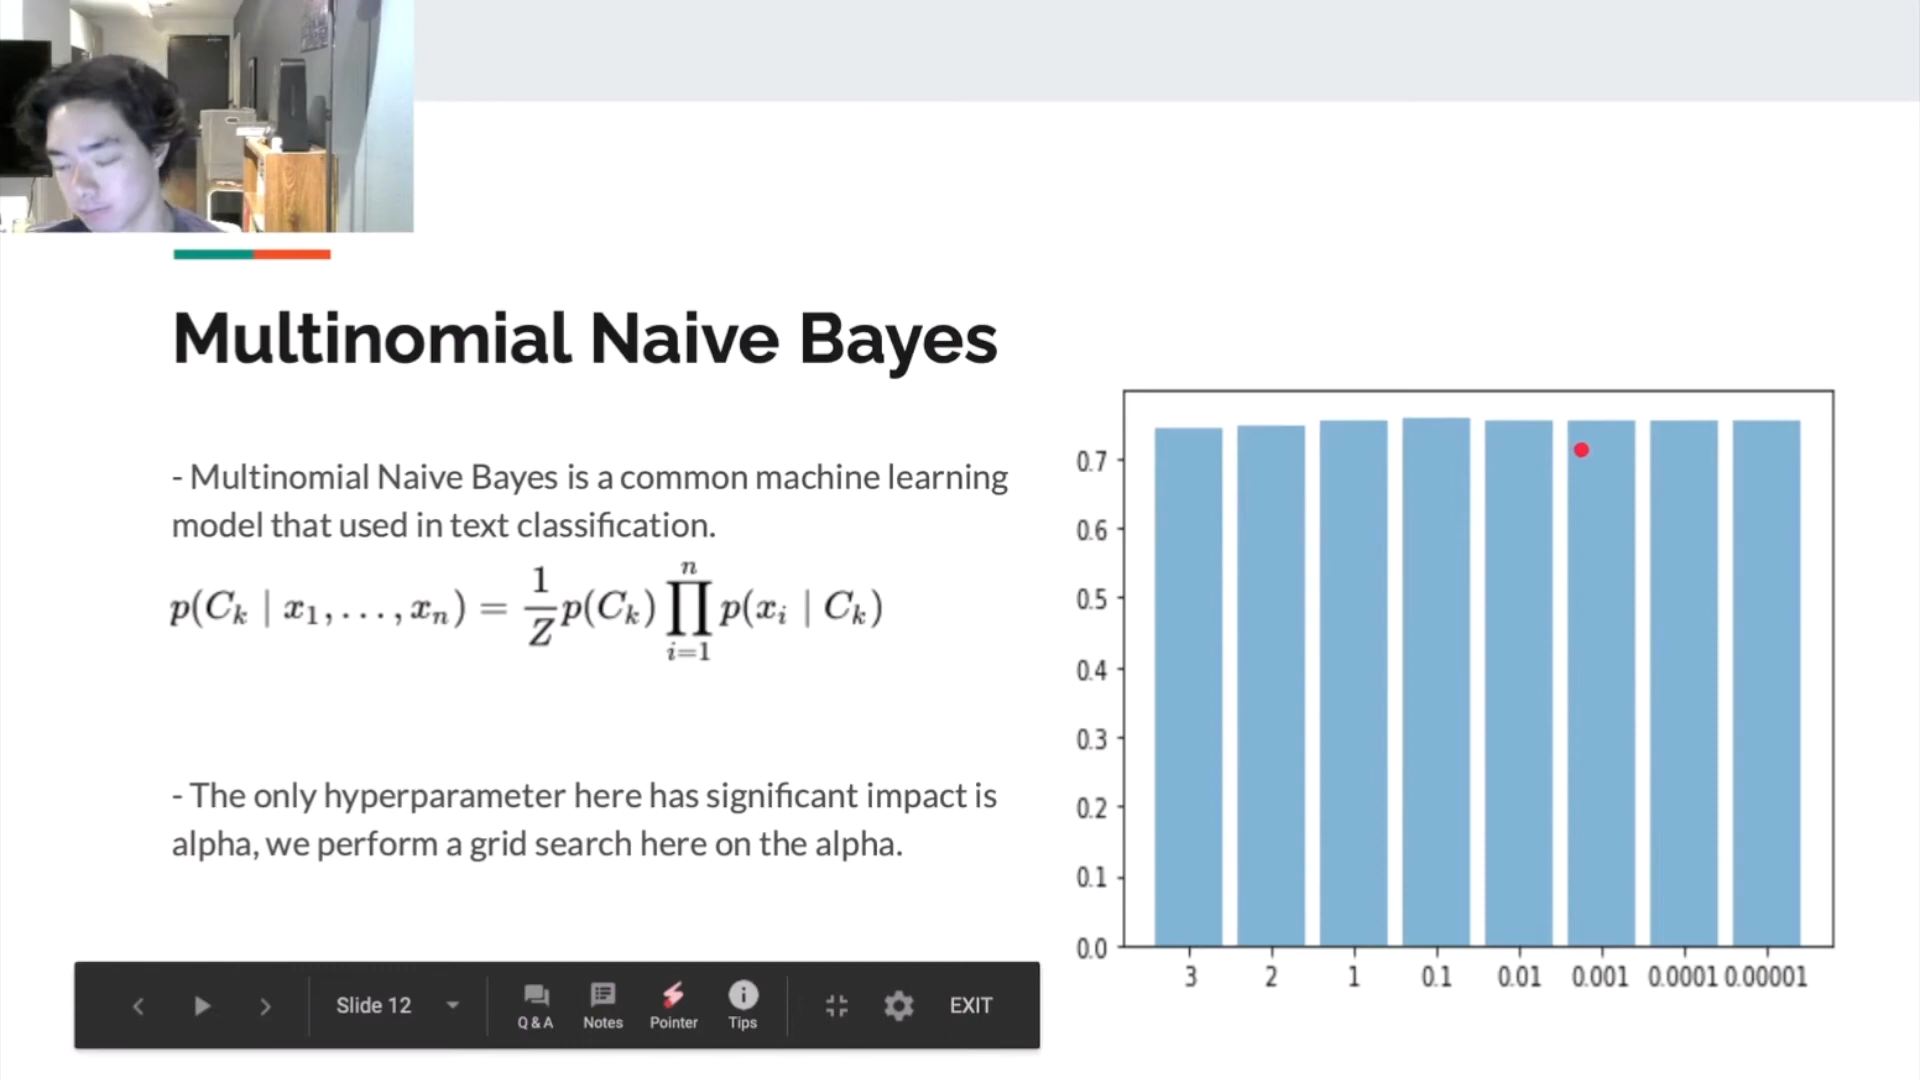 Multinomial Naive Bayes
- Multinomial Naive Bayes is a common machine learning
model that used in text classification.
p(C_k | x_1, . . . , x_n) = \frac{1}{Z} p(C_k) \prod_{i=1}^{n} p(x_i | C_k)
- The only hyperparameter here has significant impact is
alpha, we perform a grid search here on the alpha.
0.7
0.6
0.5
0.4
0.3
0.2
0.1
0.0
3 2 1 0.1 0.01 0.001 0.0001 0.00001
Slide 12 Q & A Notes Pointer Tips EXIT